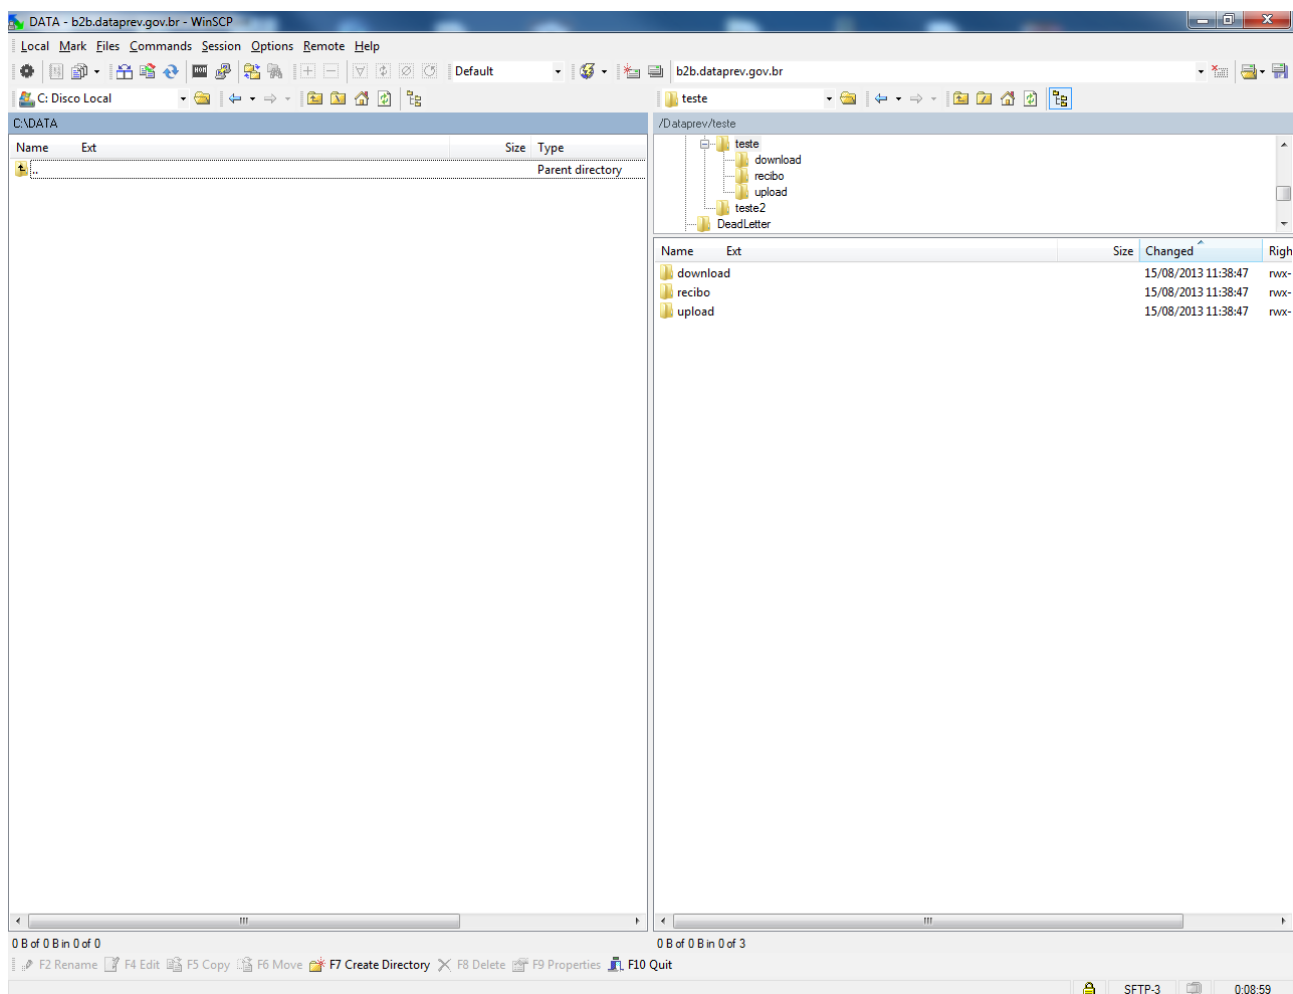 DATA - b2b.dataprev.gov.br - WinSCP
Local Mark Files Commands Session Options Remote Help
Default b2b.dataprev.gov.br
C: Disco Local teste
C:\DATA /Dataprev/teste
Name Ext Size Type
.. Parent directory
teste
download
recibo
upload
teste2
DeadLetter
Name Ext Size Changed Righ
download 15/08/2013 11:38:47 rwx-
recibo 15/08/2013 11:38:47 rwx-
upload 15/08/2013 11:38:47 rwx-
0 B of 0 B in 0 of 0 0 B of 0 B in 0 of 3
F2 Rename F4 Edit F5 Copy F6 Move F7 Create Directory F8 Delete F9 Properties F10 Quit
SFTP-3 0:08:59